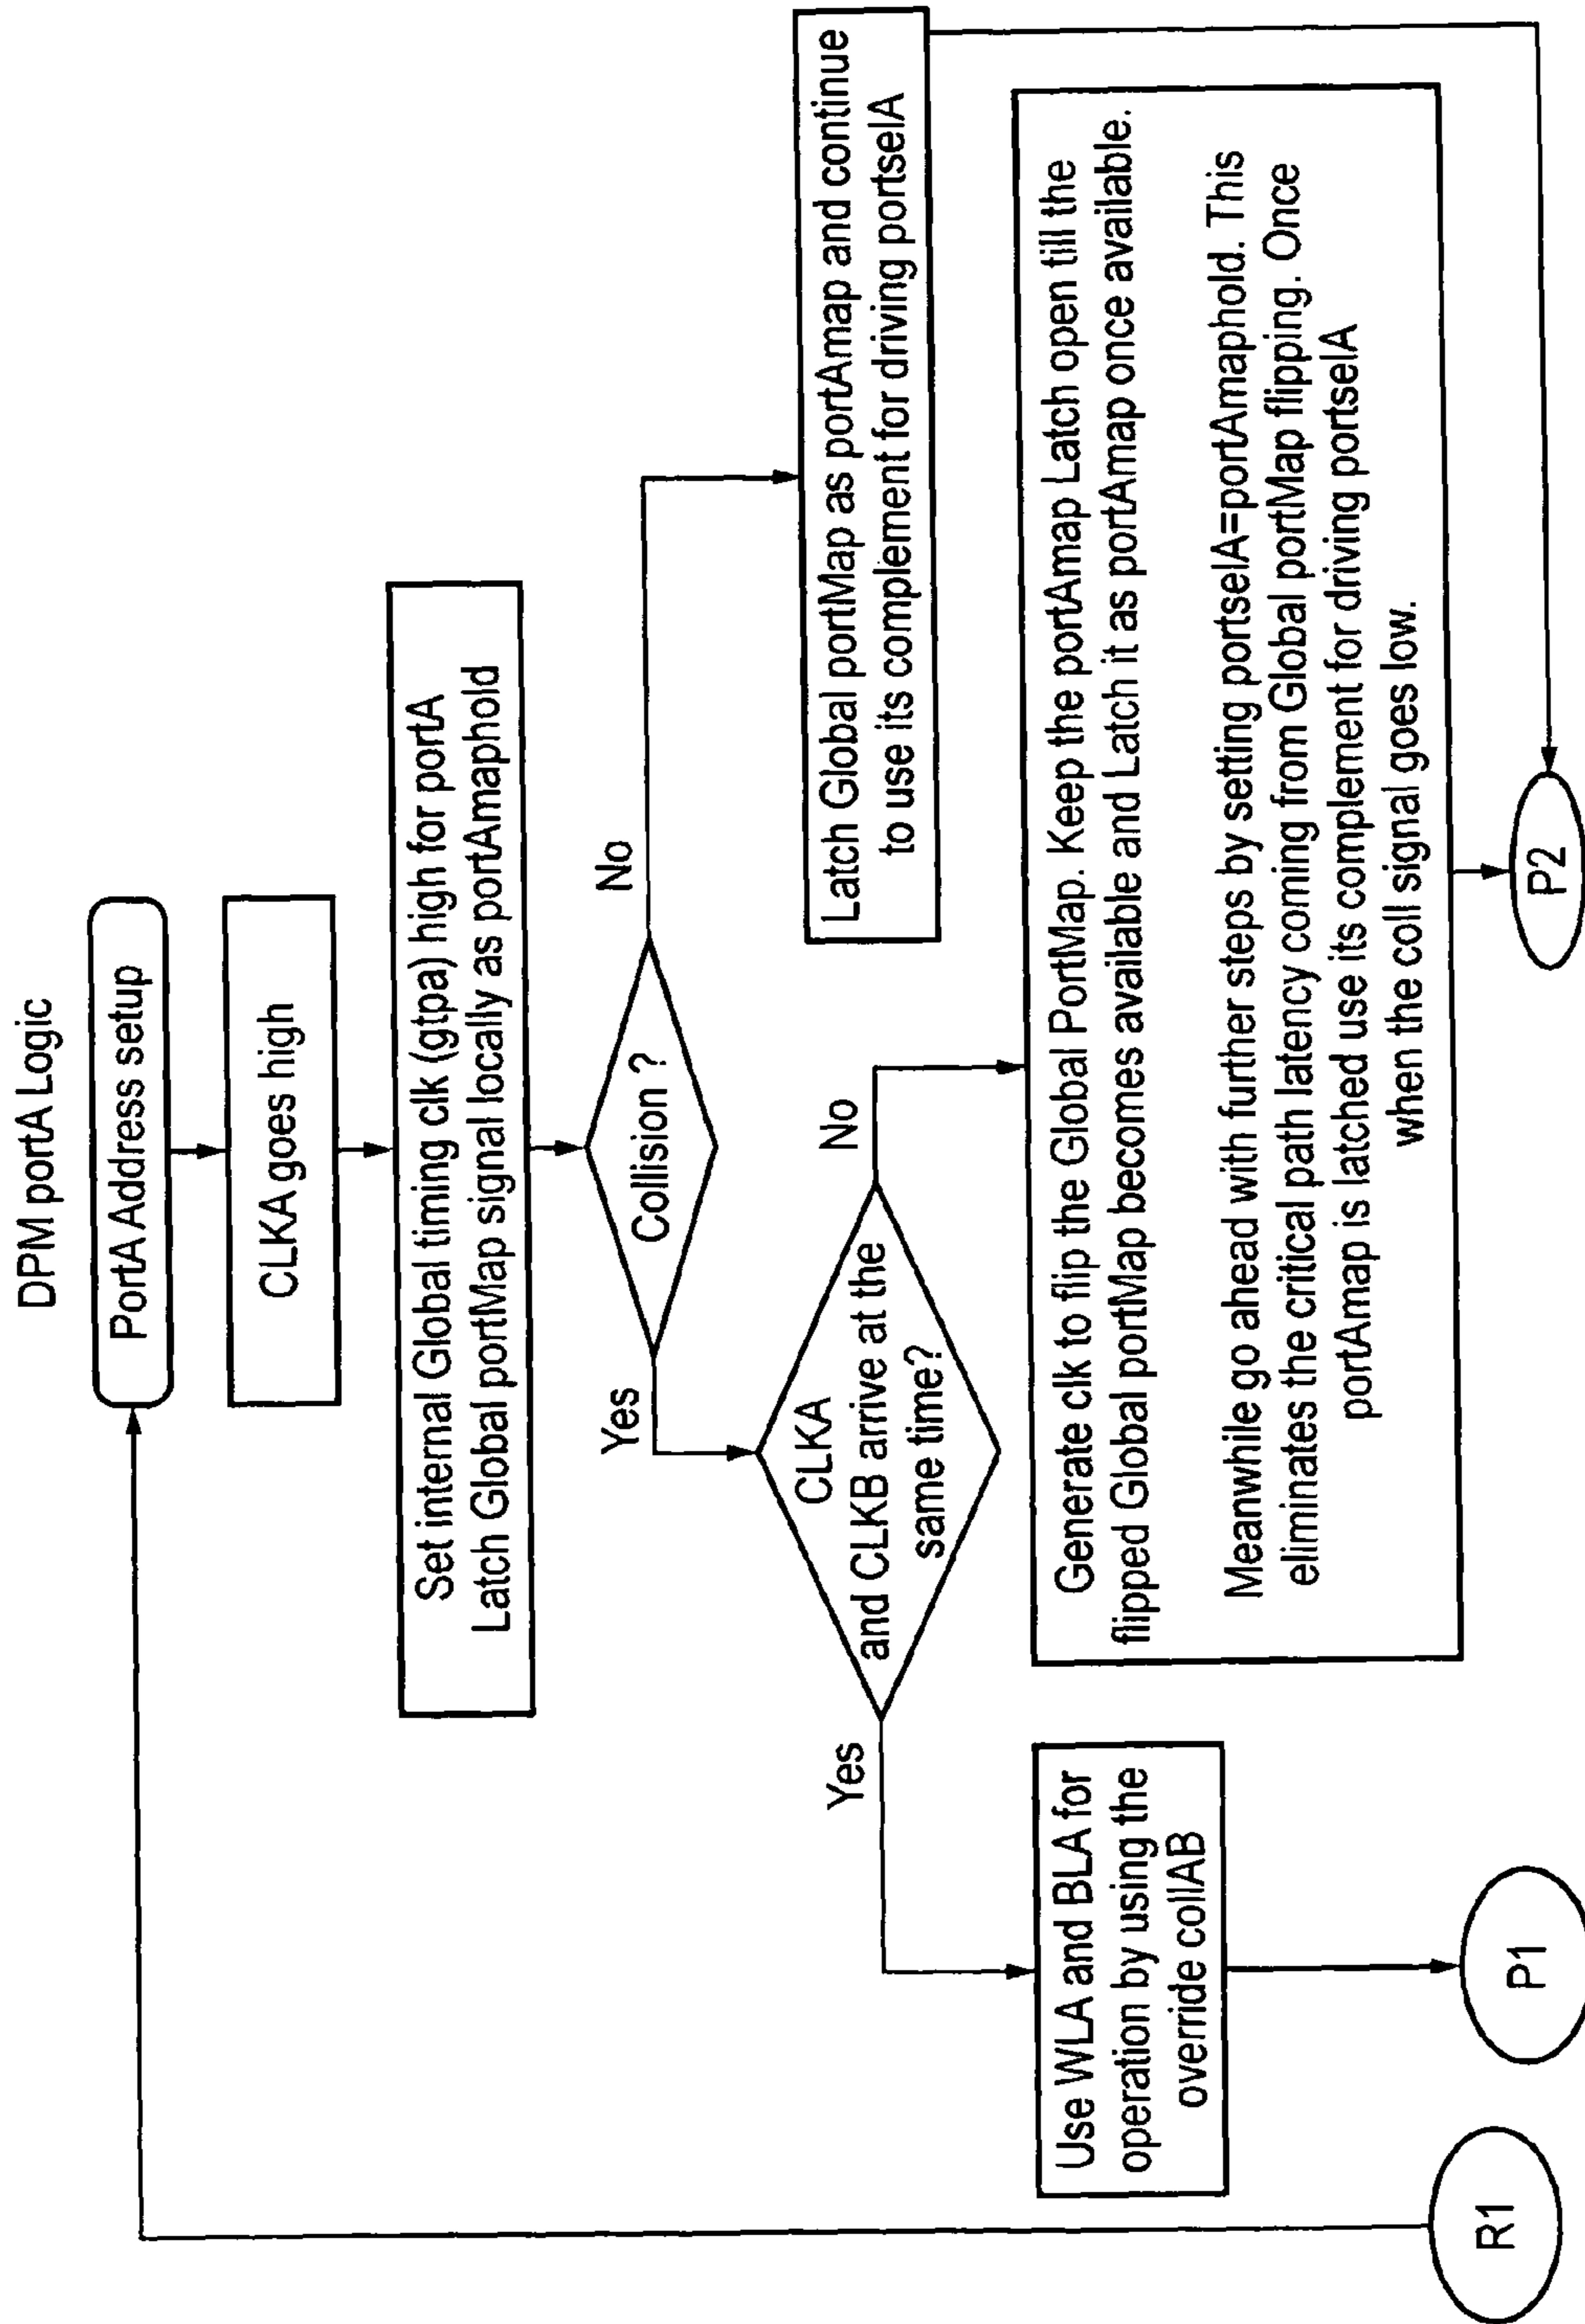 DPM portA Logic
PortA Address setup
CLKA goes high
Set internal Global timing clk (gtpa) high for portA
Latch Global portMap signal locally as portAmaphold
Collision ?
Yes
No
CLKA
and CLKB arrive at the
same time?
Latch Global portMap as portAmap and continue
to use its complement for driving portselA
Yes
No
Use WLA and BLA for
operation by using the
override collAB
Generate clk to flip the Global PortMap. Keep the portAmap Latch open till the
flipped Global portMap becomes available and Latch it as portAmap once available.
Meanwhile go ahead with further steps by setting portselA=portAmaphold. This
eliminates the critical path latency coming from Global portMap flipping. Once
portAmap is latched use its complement for driving portselA
when the coll signal goes low.
R1
P1
P2